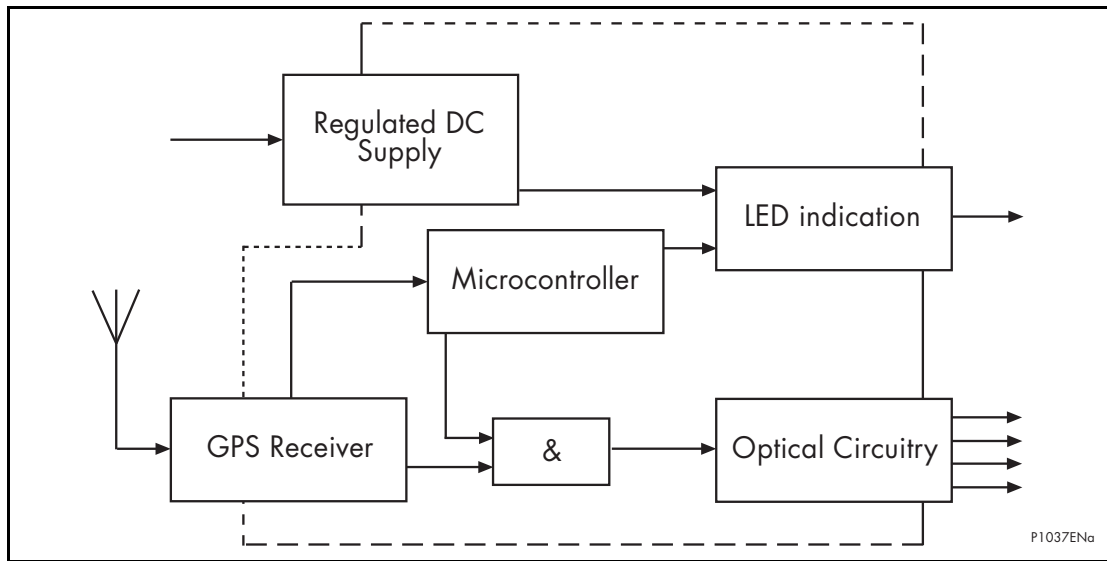 Regulated DC
Supply
LED indication
Microcontroller
GPS Receiver
&
Optical Circuitry
P1037ENa